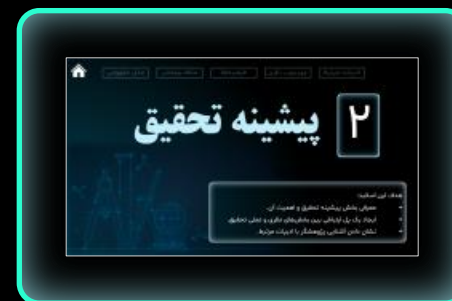 ۲ پیشینه تحقیق
هدف این اسلاید:
معرفی بخش پیشینه تحقیق و اهمیت آن.
ایجاد یک پل ارتباطی بین بخش‌های نظری و عملی تحقیق.
نشان دادن آشنایی پژوهشگر با ادبیات مرتبط.